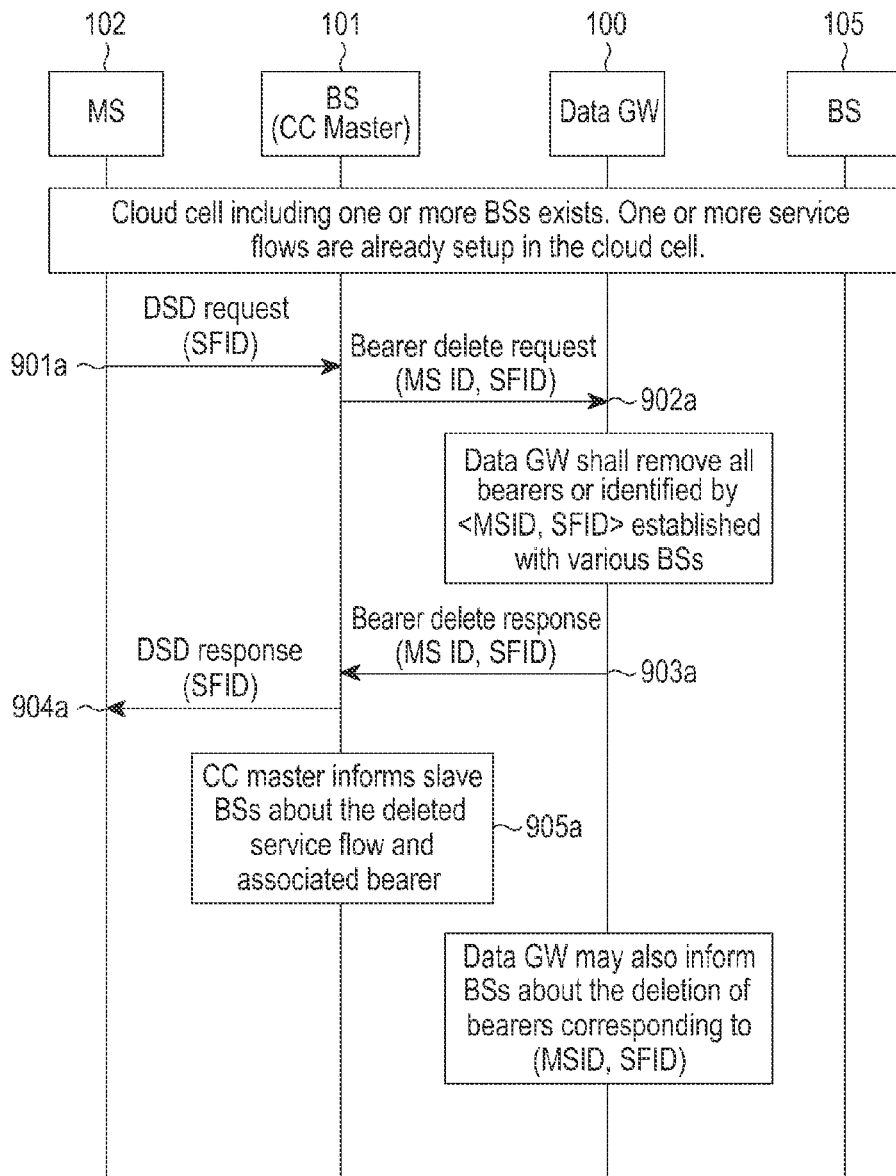 102
101
100
105
MS
BS
(CC Master)
Data GW
BS
Cloud cell including one or more BSs exists. One or more service
flows are already setup in the cloud cell.
DSD request
(SFID)
901a
Bearer delete request
(MS ID, SFID)
902a
Data GW shall remove all
bearers or identified by
<MSID, SFID> established
with various BSs
Bearer delete response
(MS ID, SFID)
903a
DSD response
(SFID)
904a
CC master informs slave
BSs about the deleted
service flow and
associated bearer
905a
Data GW may also inform
BSs about the deletion of
bearers corresponding to
(MSID, SFID)